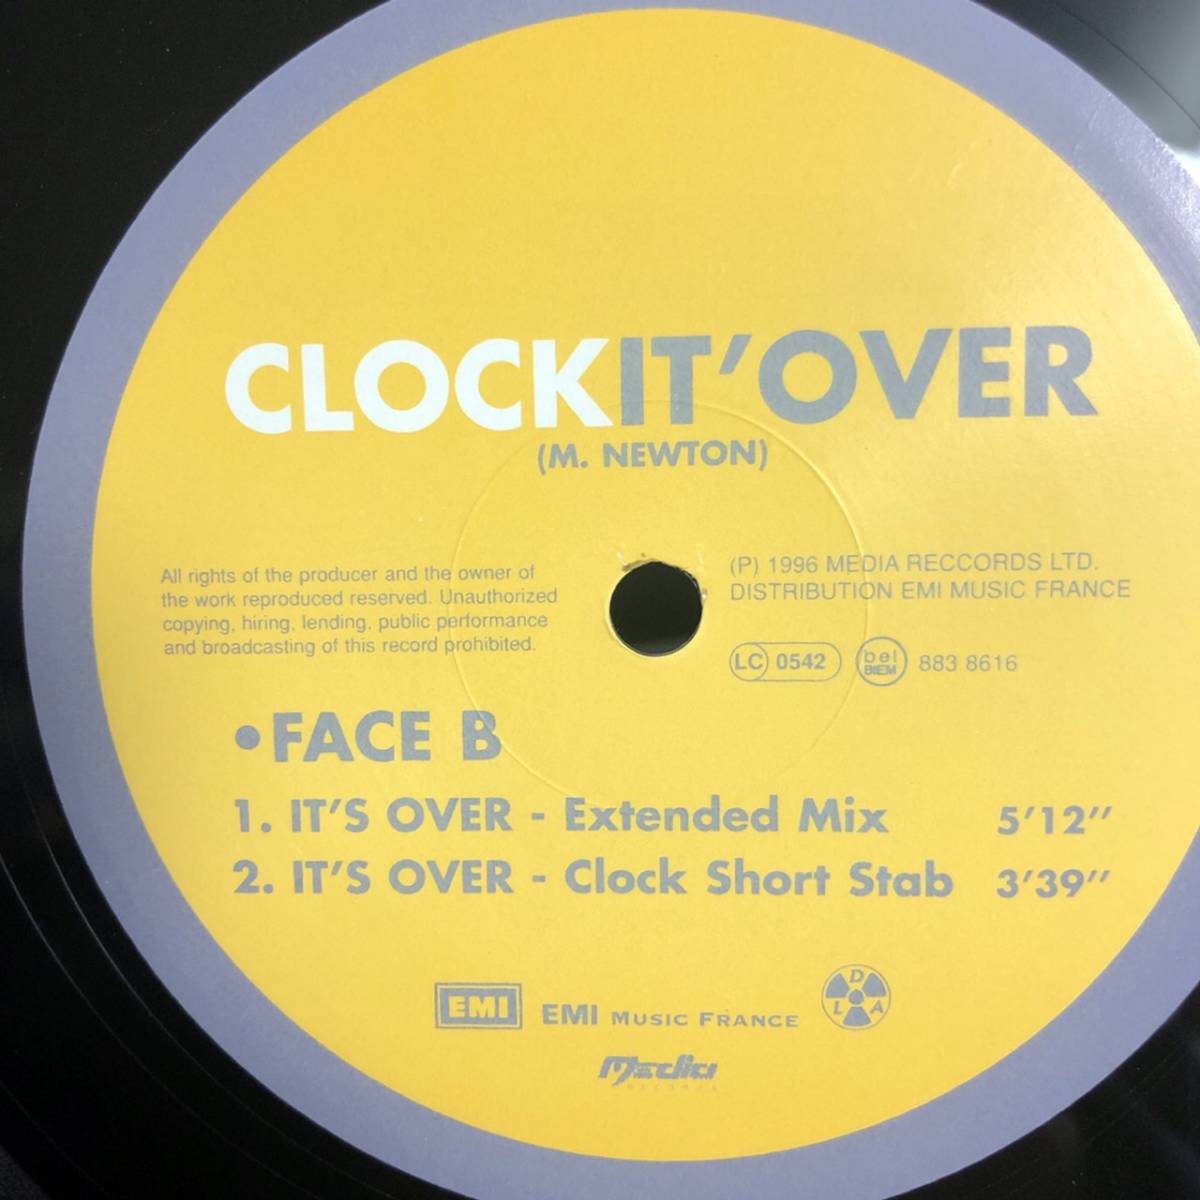 CLOCKIT'OVER
(M. NEWTON)
All rights of the producer and the owner of
the work reproduced reserved. Unauthorized
copying, hiring, lending, public performance
and broadcasting of this record prohibited.
(P) 1996 MEDIA RECCORDS LTD.
DISTRIBUTION EMI MUSIC FRANCE
LC 0542 bel BIEM 883 8616
•FACE B
1. IT'S OVER - Extended Mix 5'12''
2. IT'S OVER - Clock Short Stab 3'39''
EMI EMI MUSIC FRANCE D L A
Media
RECORDS